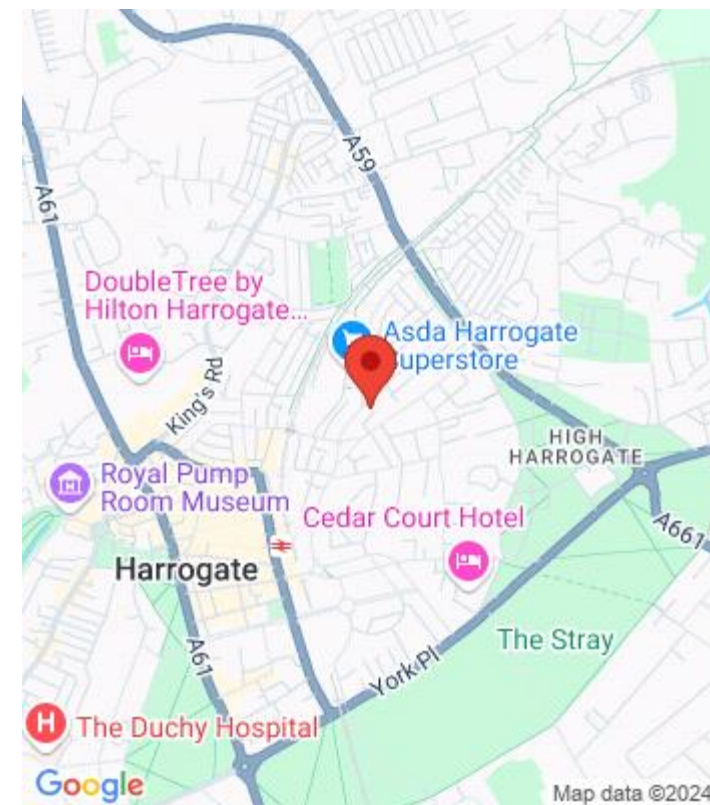 A59
A61
DoubleTree by
Hilton Harrogate...
Asda Harrogate
Superstore
King's Rd
HIGH
HARROGATE
Royal Pump
Room Museum
Cedar Court Hotel
A661
Harrogate
The Stray
A61
York Pl
H
The Duchy Hospital
Google
Map data ©2024